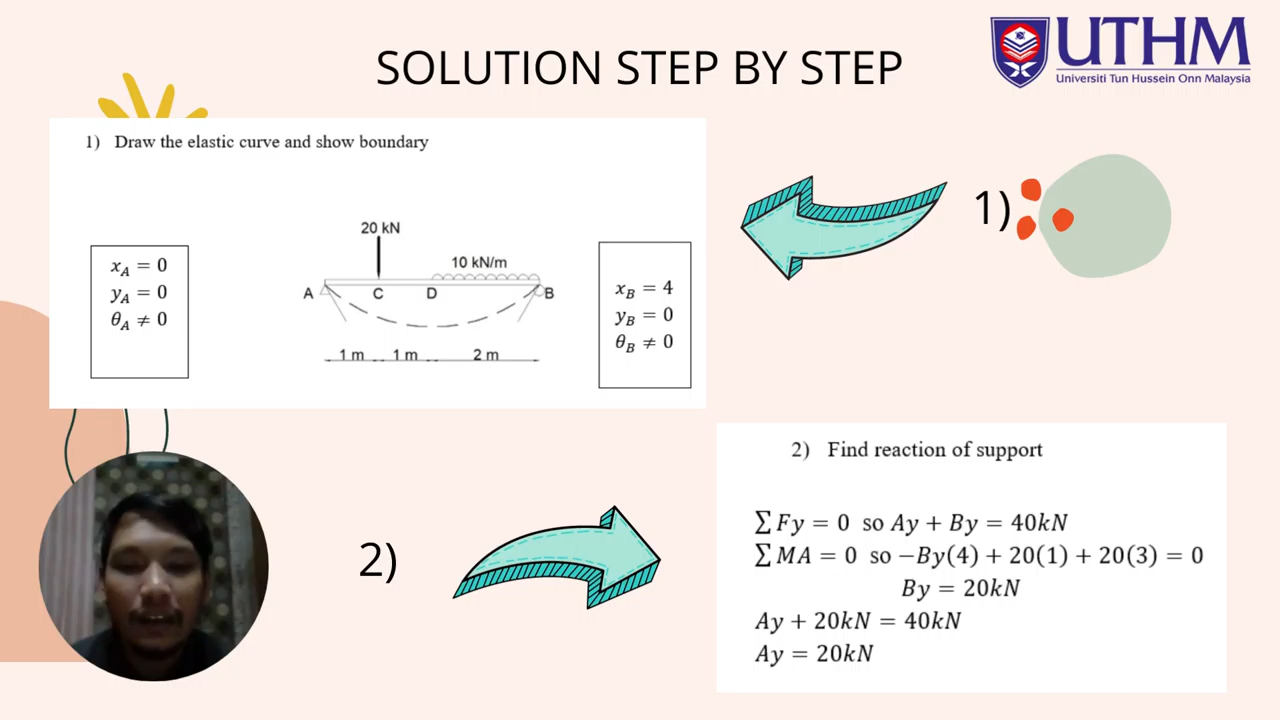 SOLUTION STEP BY STEP
UTHM
Universiti Tun Hussein Onn Malaysia
1) Draw the elastic curve and show boundary
1)
20 kN
10 kN/m
A C D B
1 m 1 m 2 m
x_A = 0
y_A = 0
θ_A ≠ 0
x_B = 4
y_B = 0
θ_B ≠ 0
2)
2) Find reaction of support
∑Fy = 0 so Ay + By = 40kN
∑MA = 0 so −By(4) + 20(1) + 20(3) = 0
By = 20kN
Ay + 20kN = 40kN
Ay = 20kN